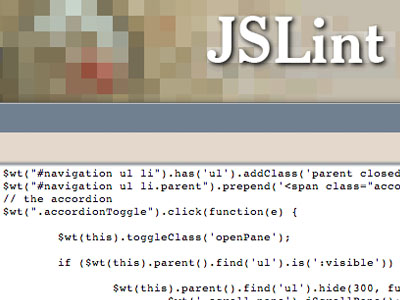 JSLint
$wt("#navigation ul li").has('ul').addClass('parent closed
$wt("#navigation ul li.parent").prepend('<span class="acco
// the accordion
$wt(".accordionToggle").click(function(e) {
$wt(this).toggleClass('openPane');
if ($wt(this).parent().find('ul').is(':visible'))
$wt(this).parent().find('ul').hide(300, fu